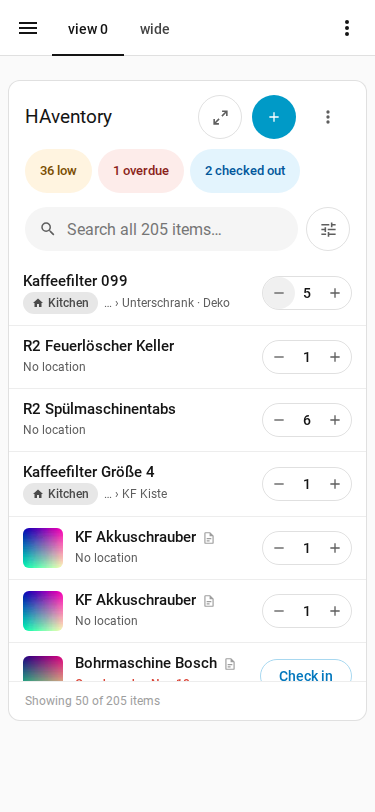 view 0 wide
HAventory
36 low 1 overdue 2 checked out
Search all 205 items…
Kaffeefilter 099
Kitchen … › Unterschrank · Deko
5
R2 Feuerlöscher Keller
No location
1
R2 Spülmaschinentabs
No location
6
Kaffeefilter Größe 4
Kitchen … › KF Kiste
1
KF Akkuschrauber
No location
1
KF Akkuschrauber
No location
1
Bohrmaschine Bosch
Check in
Showing 50 of 205 items